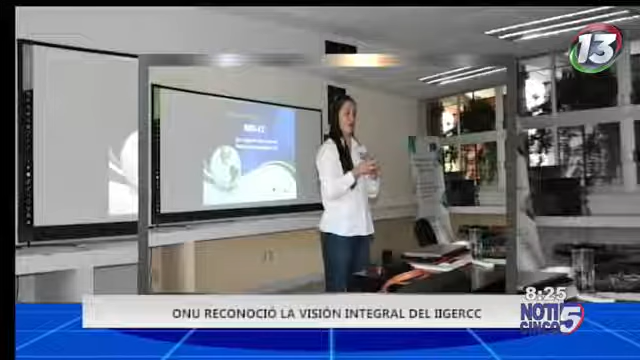 13
ONU RECONOCIÓ LA VISIÓN INTEGRAL DEL IIGERCC
8:25
NOTI
CINCO
5